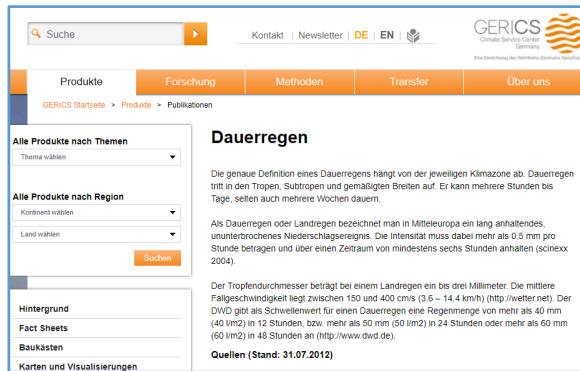 Suche
Kontakt | Newsletter | DE | EN |
GERICS
Climate Service Center
Germany
Eine Einrichtung des Helmholtz-Zentrums Geesthacht
Produkte Forschung Methoden Transfer Über uns
GERICS Startseite > Produkte > Publikationen
Alle Produkte nach Themen
Thema wählen
Alle Produkte nach Region
Kontinent wählen
Land wählen
Suchen
Hintergrund
Fact Sheets
Baukästen
Karten und Visualisierungen
Dauerregen
Die genaue Definition eines Dauerregens hängt von der jeweiligen Klimazone ab. Dauerregen
tritt in den Tropen, Subtropen und gemäßigten Breiten auf. Er kann mehrere Stunden bis
Tage, selten auch mehrere Wochen dauern.
Als Dauerregen oder Landregen bezeichnet man in Mitteleuropa ein lang anhaltendes,
ununterbrochenes Niederschlagsereignis. Die Intensität muss dabei mehr als 0,5 mm pro
Stunde betragen und über einen Zeitraum von mindestens sechs Stunden anhalten (scinexx
2004).
Der Tropfendurchmesser beträgt bei einem Landregen ein bis drei Millimeter. Die mittlere
Fallgeschwindigkeit liegt zwischen 150 und 400 cm/s (3,6 – 14,4 km/h) (http://wetter.net). Der
DWD gibt als Schwellenwert für einen Dauerregen eine Regenmenge von mehr als 40 mm
(40 l/m2) in 12 Stunden, bzw. mehr als 50 mm (50 l/m2) in 24 Stunden oder mehr als 60 mm
(60 l/m2) in 48 Stunden an (http://www.dwd.de).
Quellen (Stand: 31.07.2012)